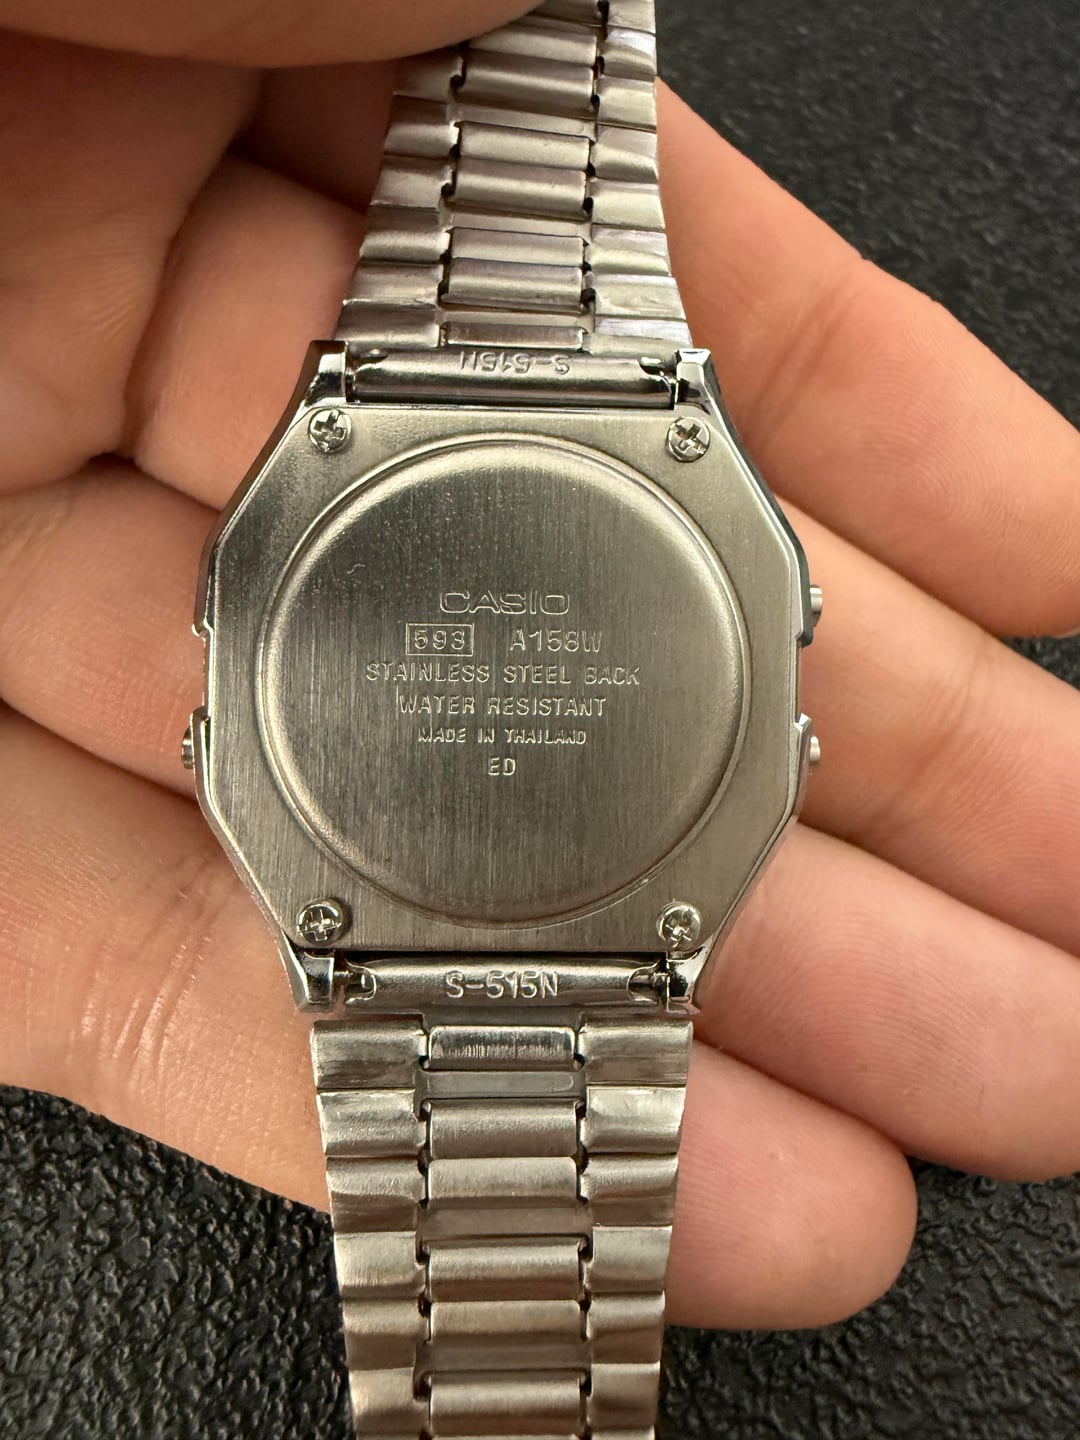 S-515N
CASIO
593 A158W
STAINLESS STEEL BACK
WATER RESISTANT
MADE IN THAILAND
ED
S-515N